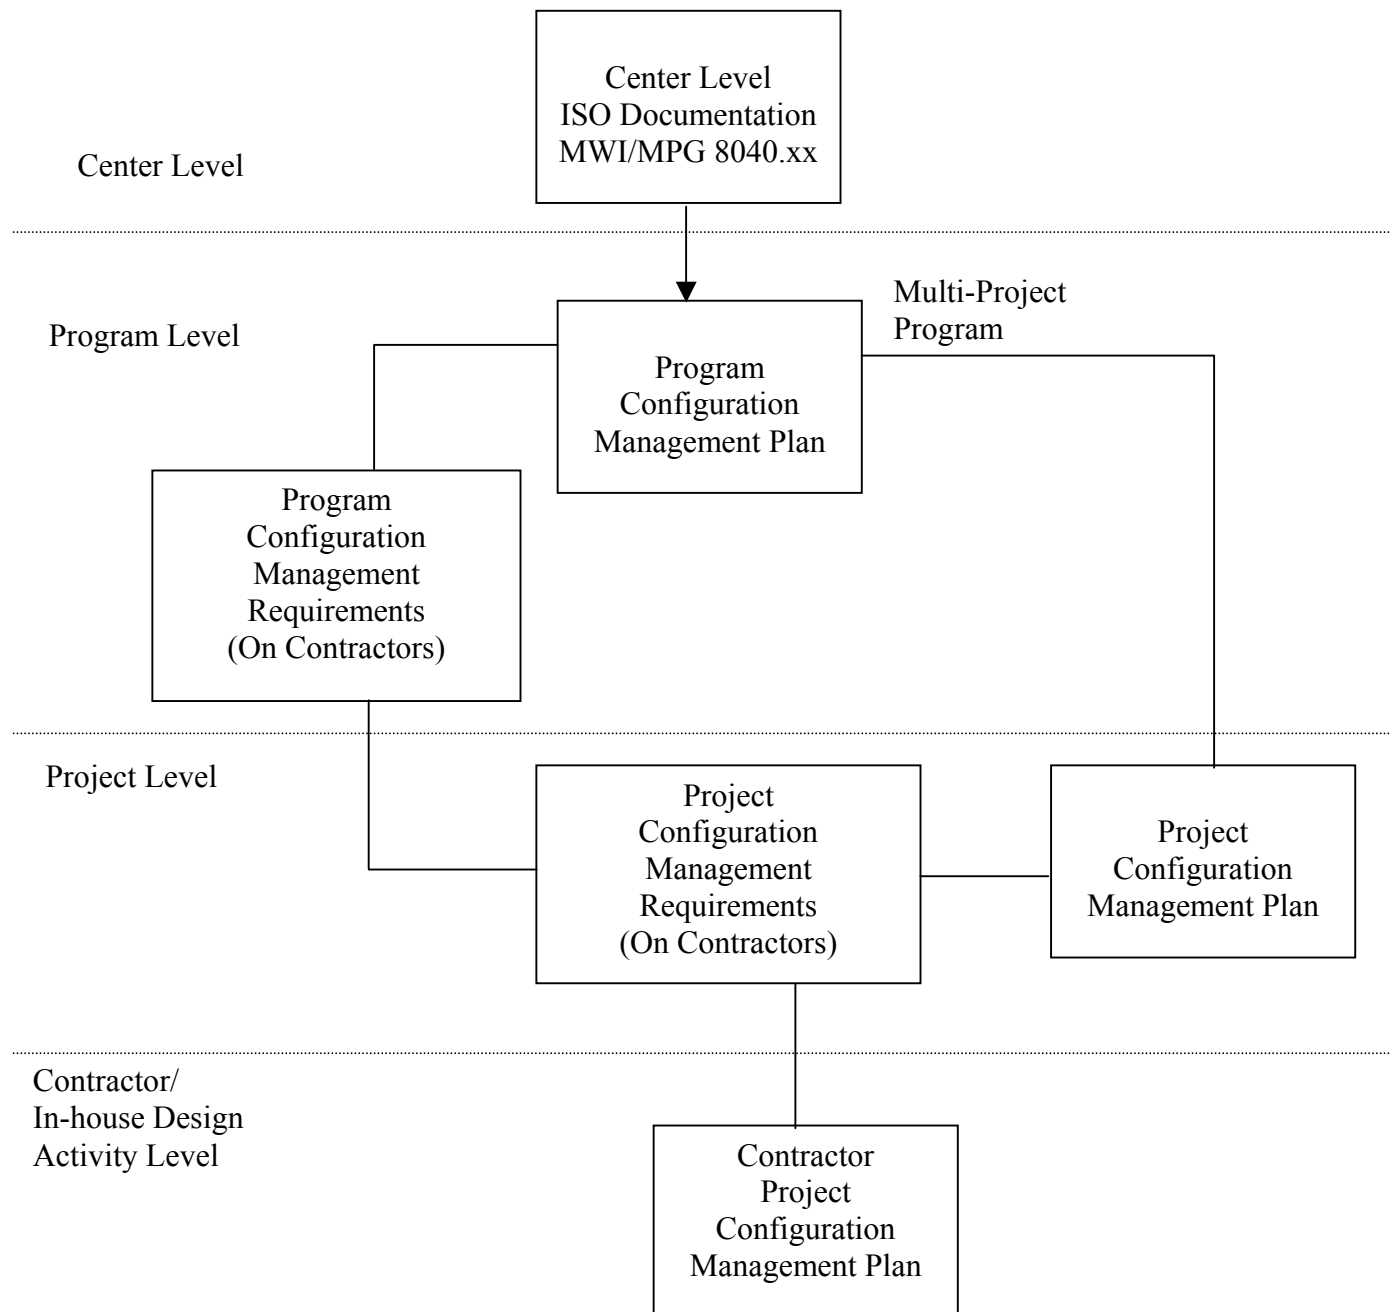 Center Level
ISO Documentation
MWI/MPG 8040.xx
Center Level
Multi-Project
Program
Program Level
Program
Configuration
Management Plan
Program
Configuration
Management
Requirements
(On Contractors)
Project Level
Project
Configuration
Management
Requirements
(On Contractors)
Project
Configuration
Management Plan
Contractor/
In-house Design
Activity Level
Contractor
Project
Configuration
Management Plan